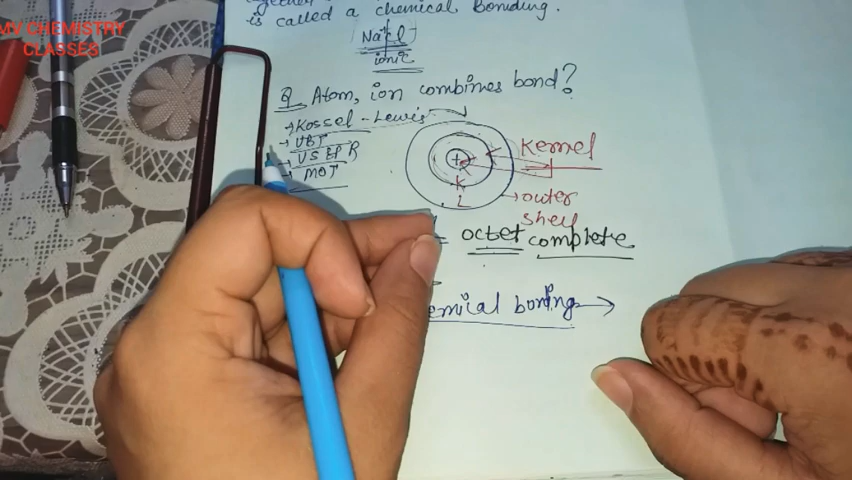 together
is called a chemical Bonding.
MV CHEMISTRY
CLASSES
NaCl
ionic
Q Atom, ion combines bond?
→Kossel-Lewis
→VBT
→VSEPR
→MOT
Kernel
+
K
L
→outer
shell
= octet complete
emical bonding→